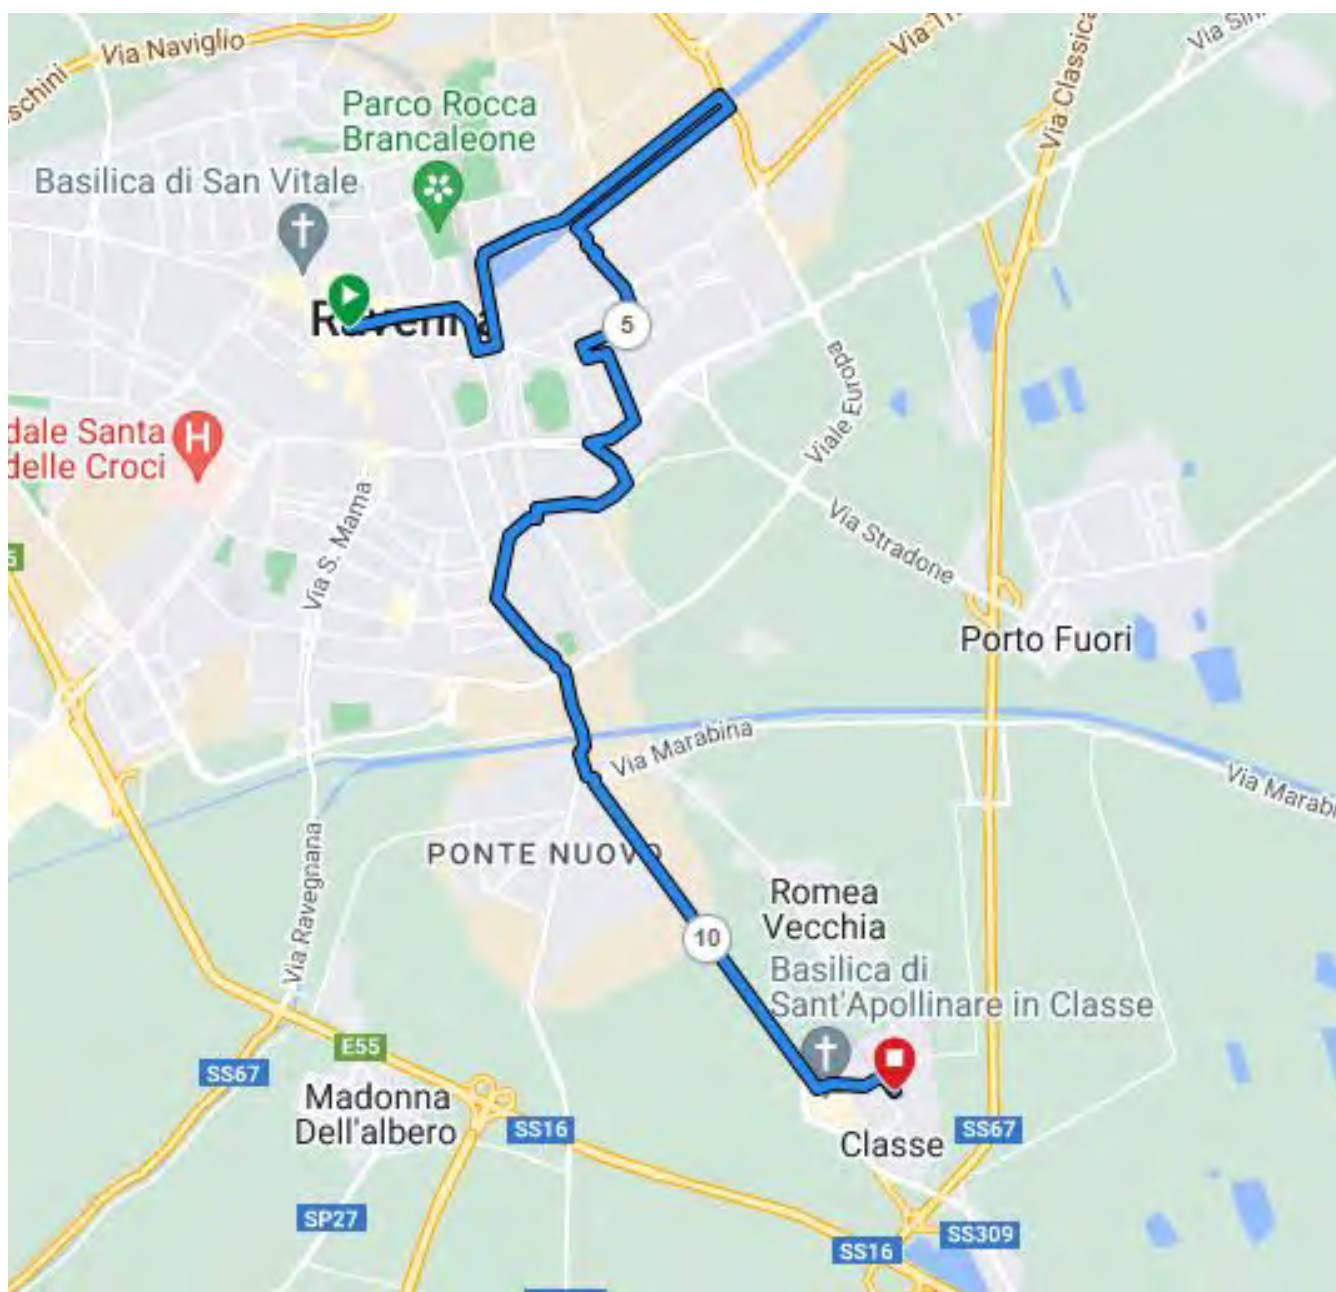 Via Naviglio
schini
Via Classica
Parco Rocca
Brancaleone
Basilica di San Vitale
Ravenna
5
dale Santa
delle Croci
H
Viale Europa
Via S. Mama
Via Stradone
Porto Fuori
Via Marabina
PONTE NUOVO
Via Ravegnana
10
Romea
Vecchia
Basilica di
Sant'Apollinare in Classe
E55
SS67
Madonna
Dell'albero
SS16
SS67
Classe
SP27
SS309
SS16